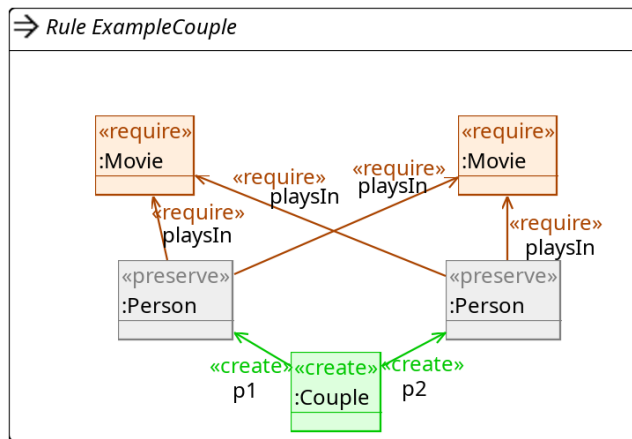 Rule ExampleCouple
«require»
:Movie
«require»
:Movie
«require»
playsIn
«require»
playsIn
«require»
playsIn
«require»
playsIn
«preserve»
:Person
«preserve»
:Person
«create»
p1
«create»
:Couple
«create»
p2